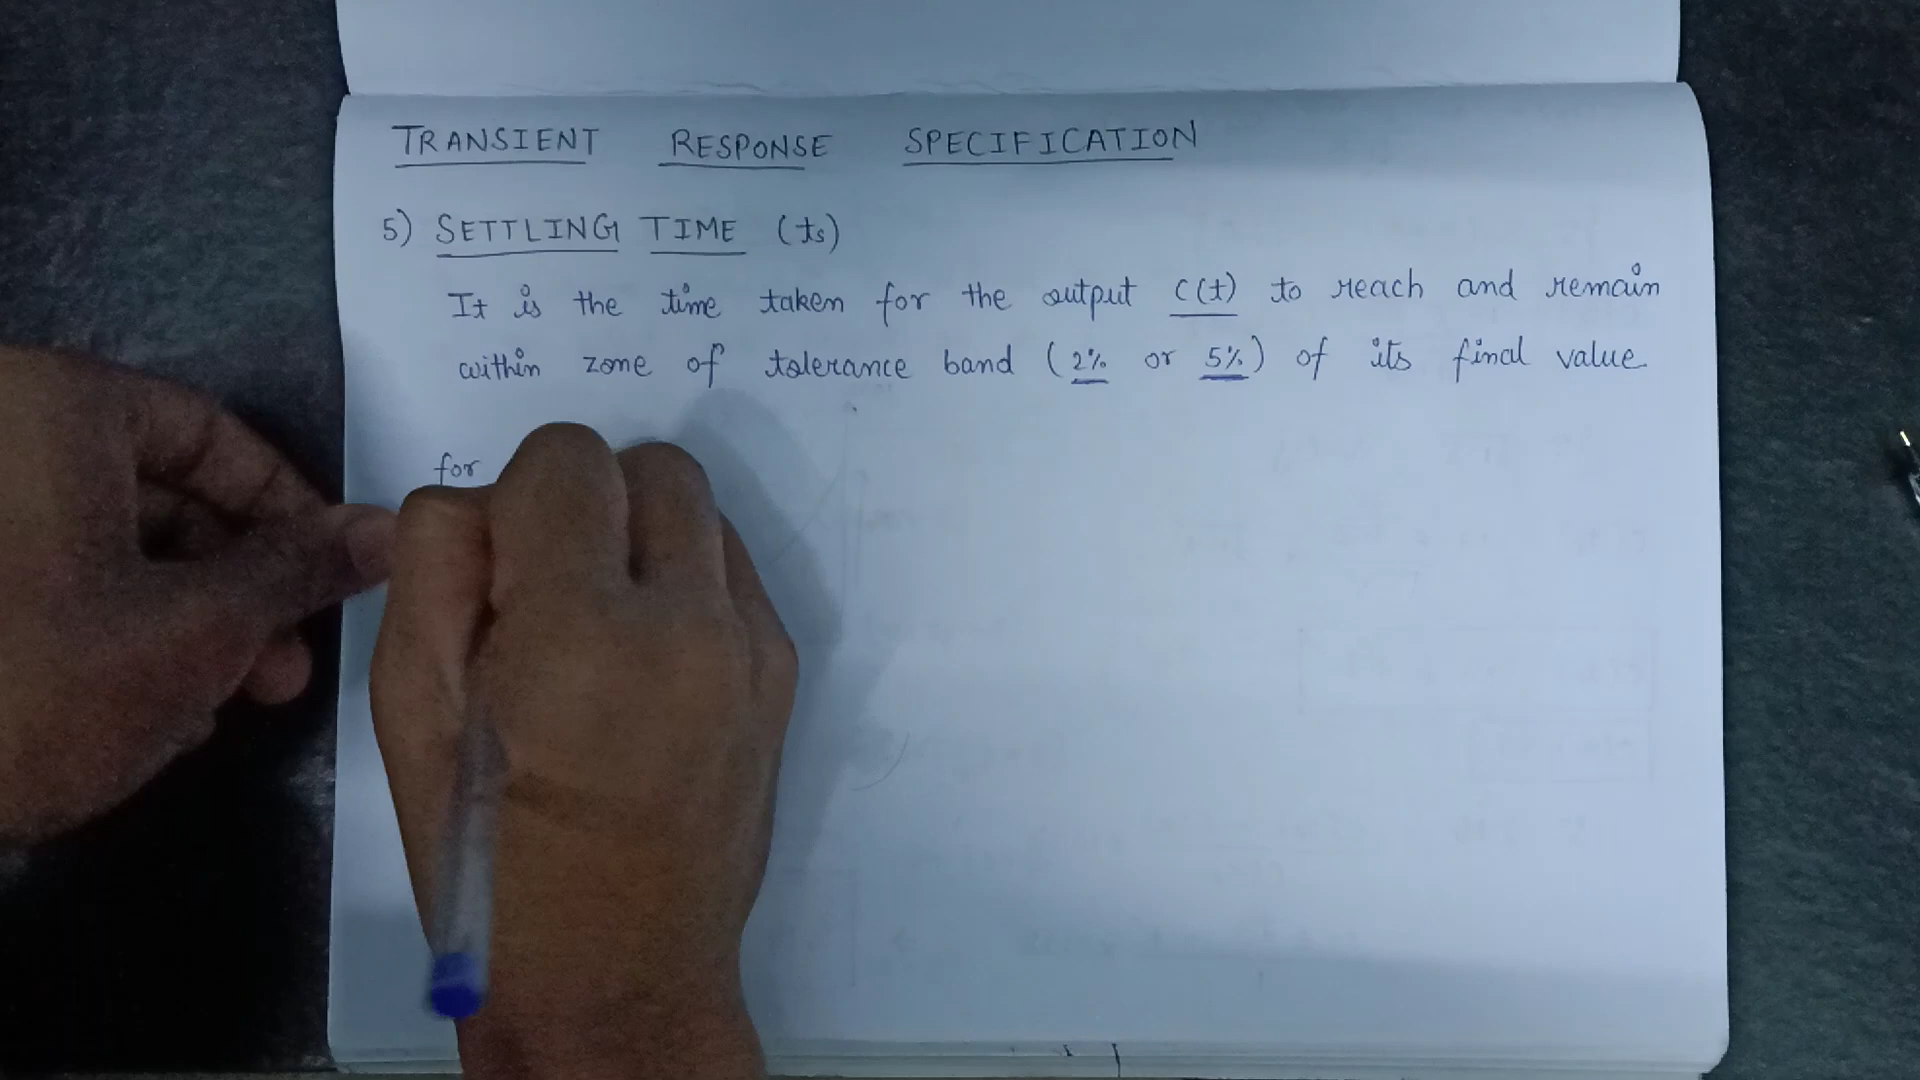 TRANSIENT RESPONSE SPECIFICATION
5) SETTLING TIME (ts)
It is the time taken for the output c(t) to reach and remain
within zone of tolerance band (2% or 5%) of its final value
for